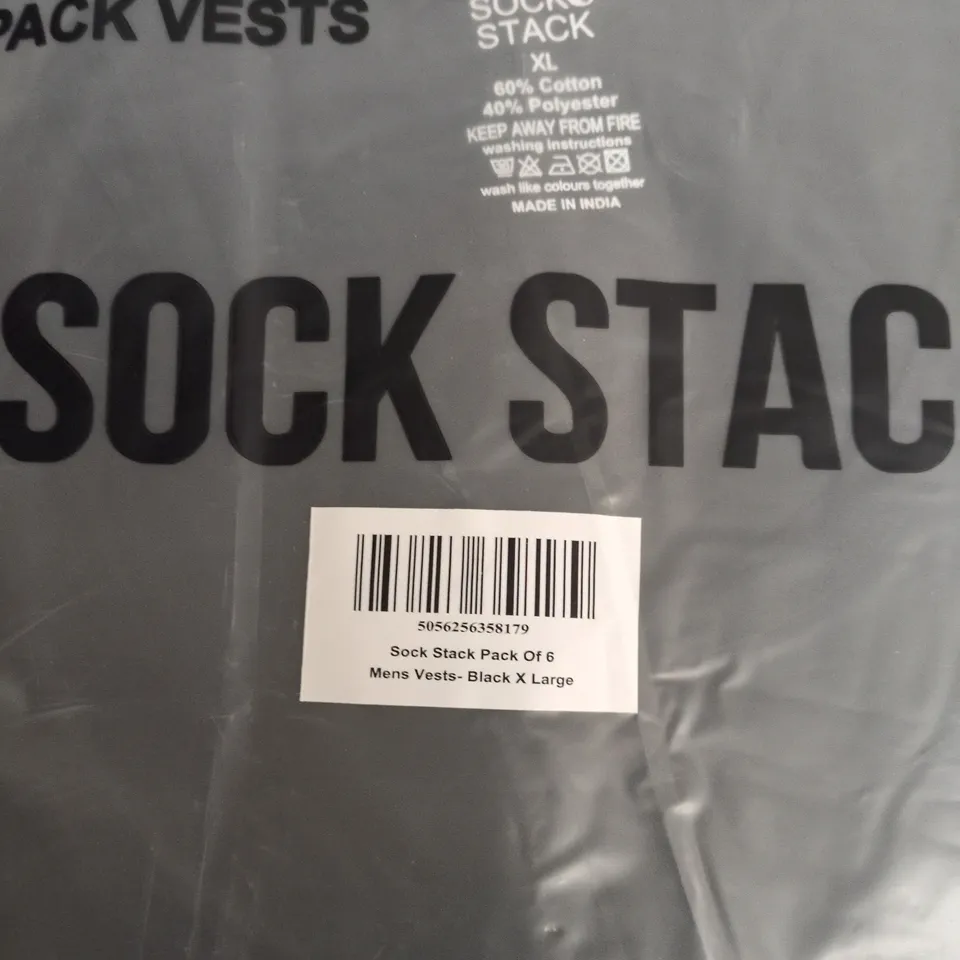 PACK VESTS
SOCKS
STACK
XL
60% Cotton
40% Polyester
KEEP AWAY FROM FIRE
washing instructions
wash like colours together
MADE IN INDIA
SOCK STAC
5056256358179
Sock Stack Pack Of 6
Mens Vests- Black X Large